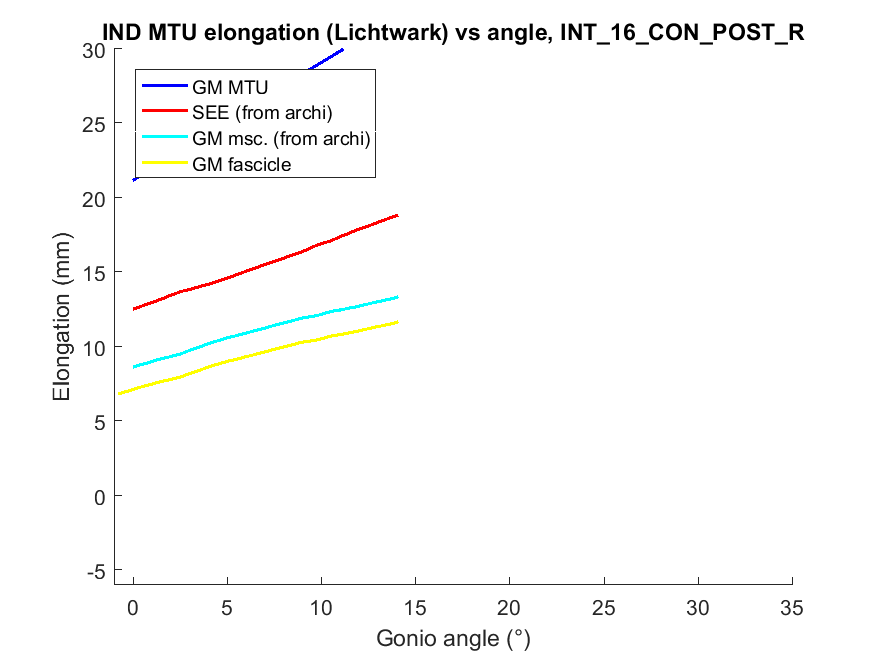 IND MTU elongation (Lichtwark) vs angle, INT_16_CON_POST_R
30
25
20
15
10
5
0
-5
Elongation (mm)
GM MTU
SEE (from archi)
GM msc. (from archi)
GM fascicle
0 5 10 15 20 25 30 35
Gonio angle (°)